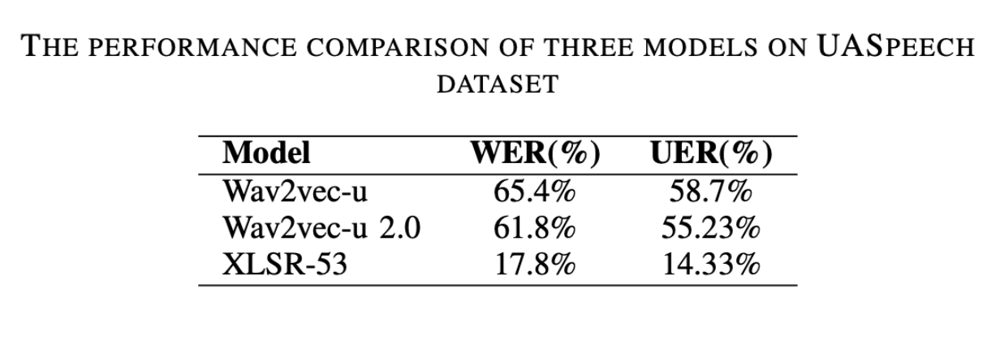 THE PERFORMANCE COMPARISON OF THREE MODELS ON UASPEECH
DATASET
Model WER(%) UER(%)
Wav2vec-u 65.4% 58.7%
Wav2vec-u 2.0 61.8% 55.23%
XLSR-53 17.8% 14.33%